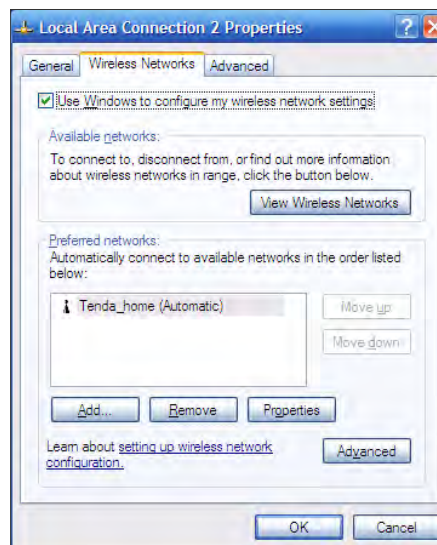 Local Area Connection 2 Properties
General Wireless Networks Advanced
Use Windows to configure my wireless network settings
Available networks:
To connect to, disconnect from, or find out more information
about wireless networks in range, click the button below.
View Wireless Networks
Preferred networks:
Automatically connect to available networks in the order listed
below:
Tenda_home (Automatic)
Move up
Move down
Add... Remove Properties
Learn about setting up wireless network
configuration.
Advanced
OK Cancel